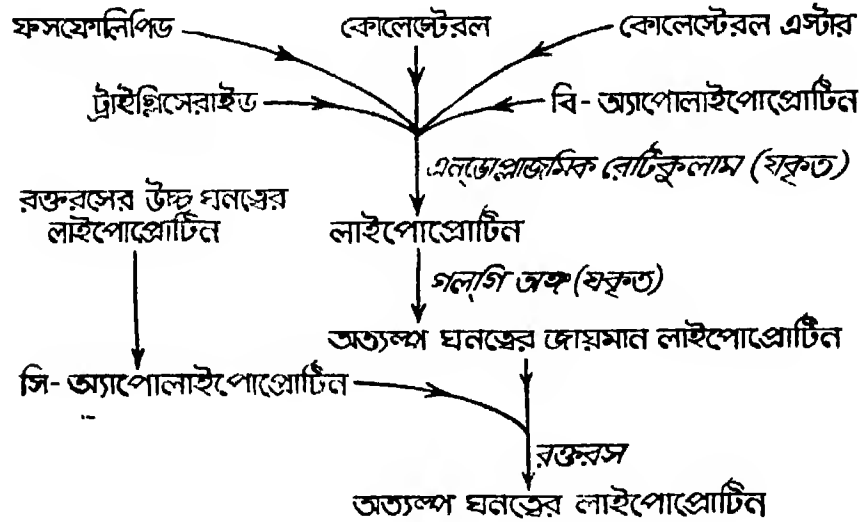 ফসফোলিপিড কোলেস্টেরল কোলেস্টেরল এস্টার
ট্রাইগ্লিসেরাইড বি-অ্যাপোলাইপোপ্রোটিন
এন্‌ডোপ্লাজমিক রেটিকুলাম (যকৃত)
রক্তরসের উচ্চ ঘনত্বের
লাইপোপ্রোটিন লাইপোপ্রোটিন
গল্‌গি অঙ্গ (যকৃত)
অত্যল্প ঘনত্বের জায়মান লাইপোপ্রোটিন
সি-অ্যাপোলাইপোপ্রোটিন
রক্তরস
অত্যল্প ঘনত্বের লাইপোপ্রোটিন